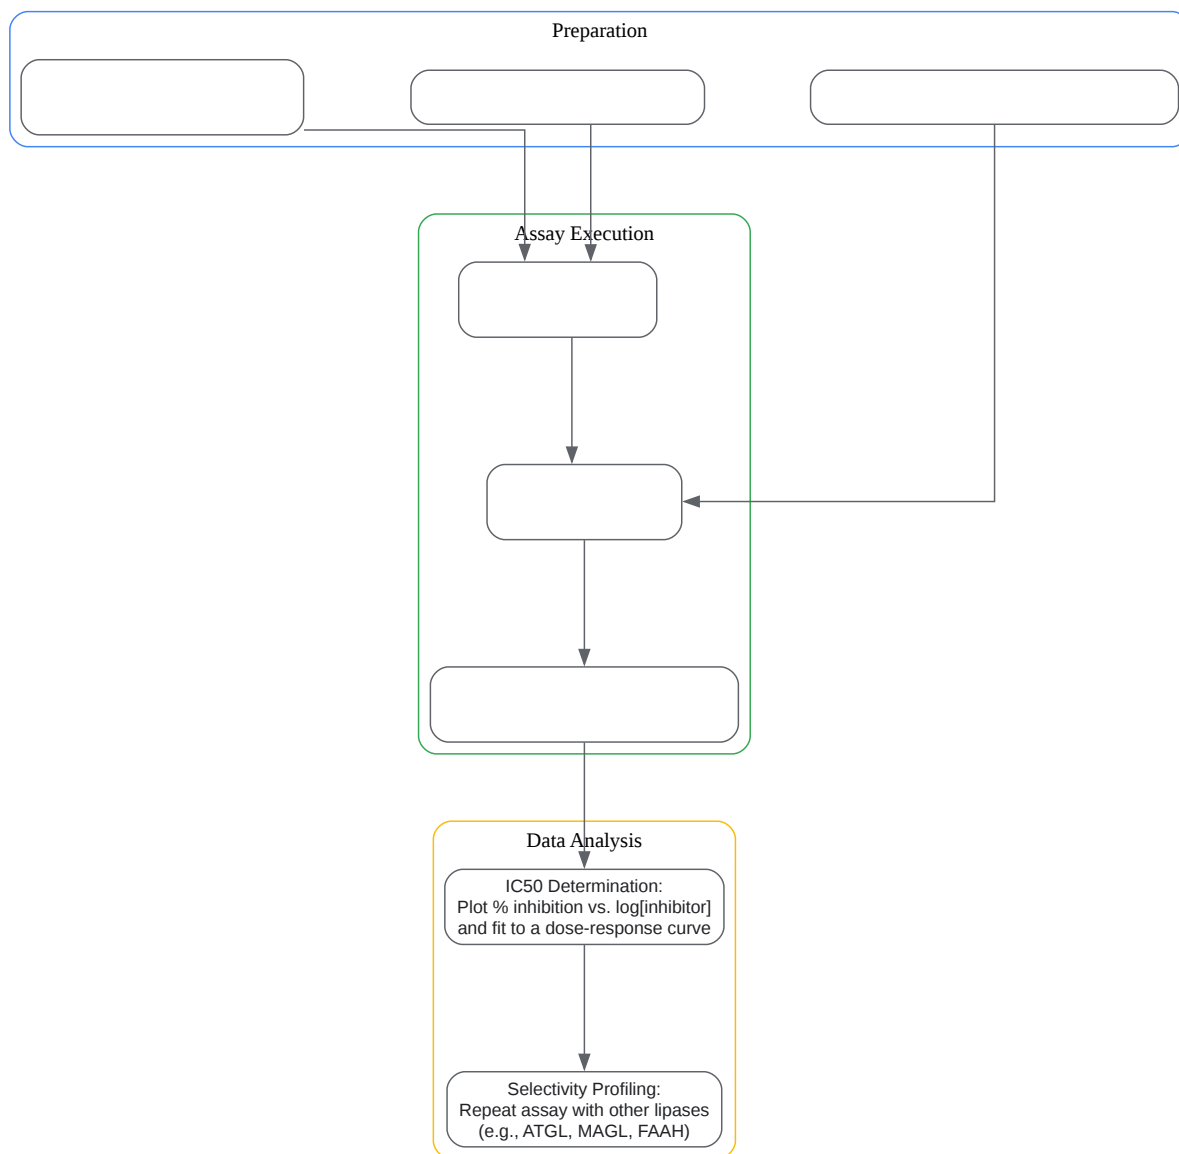 Preparation
Assay Execution
Data Analysis
IC50 Determination:
Plot % inhibition vs. log[inhibitor]
and fit to a dose-response curve
Selectivity Profiling:
Repeat assay with other lipases
(e.g., ATGL, MAGL, FAAH)